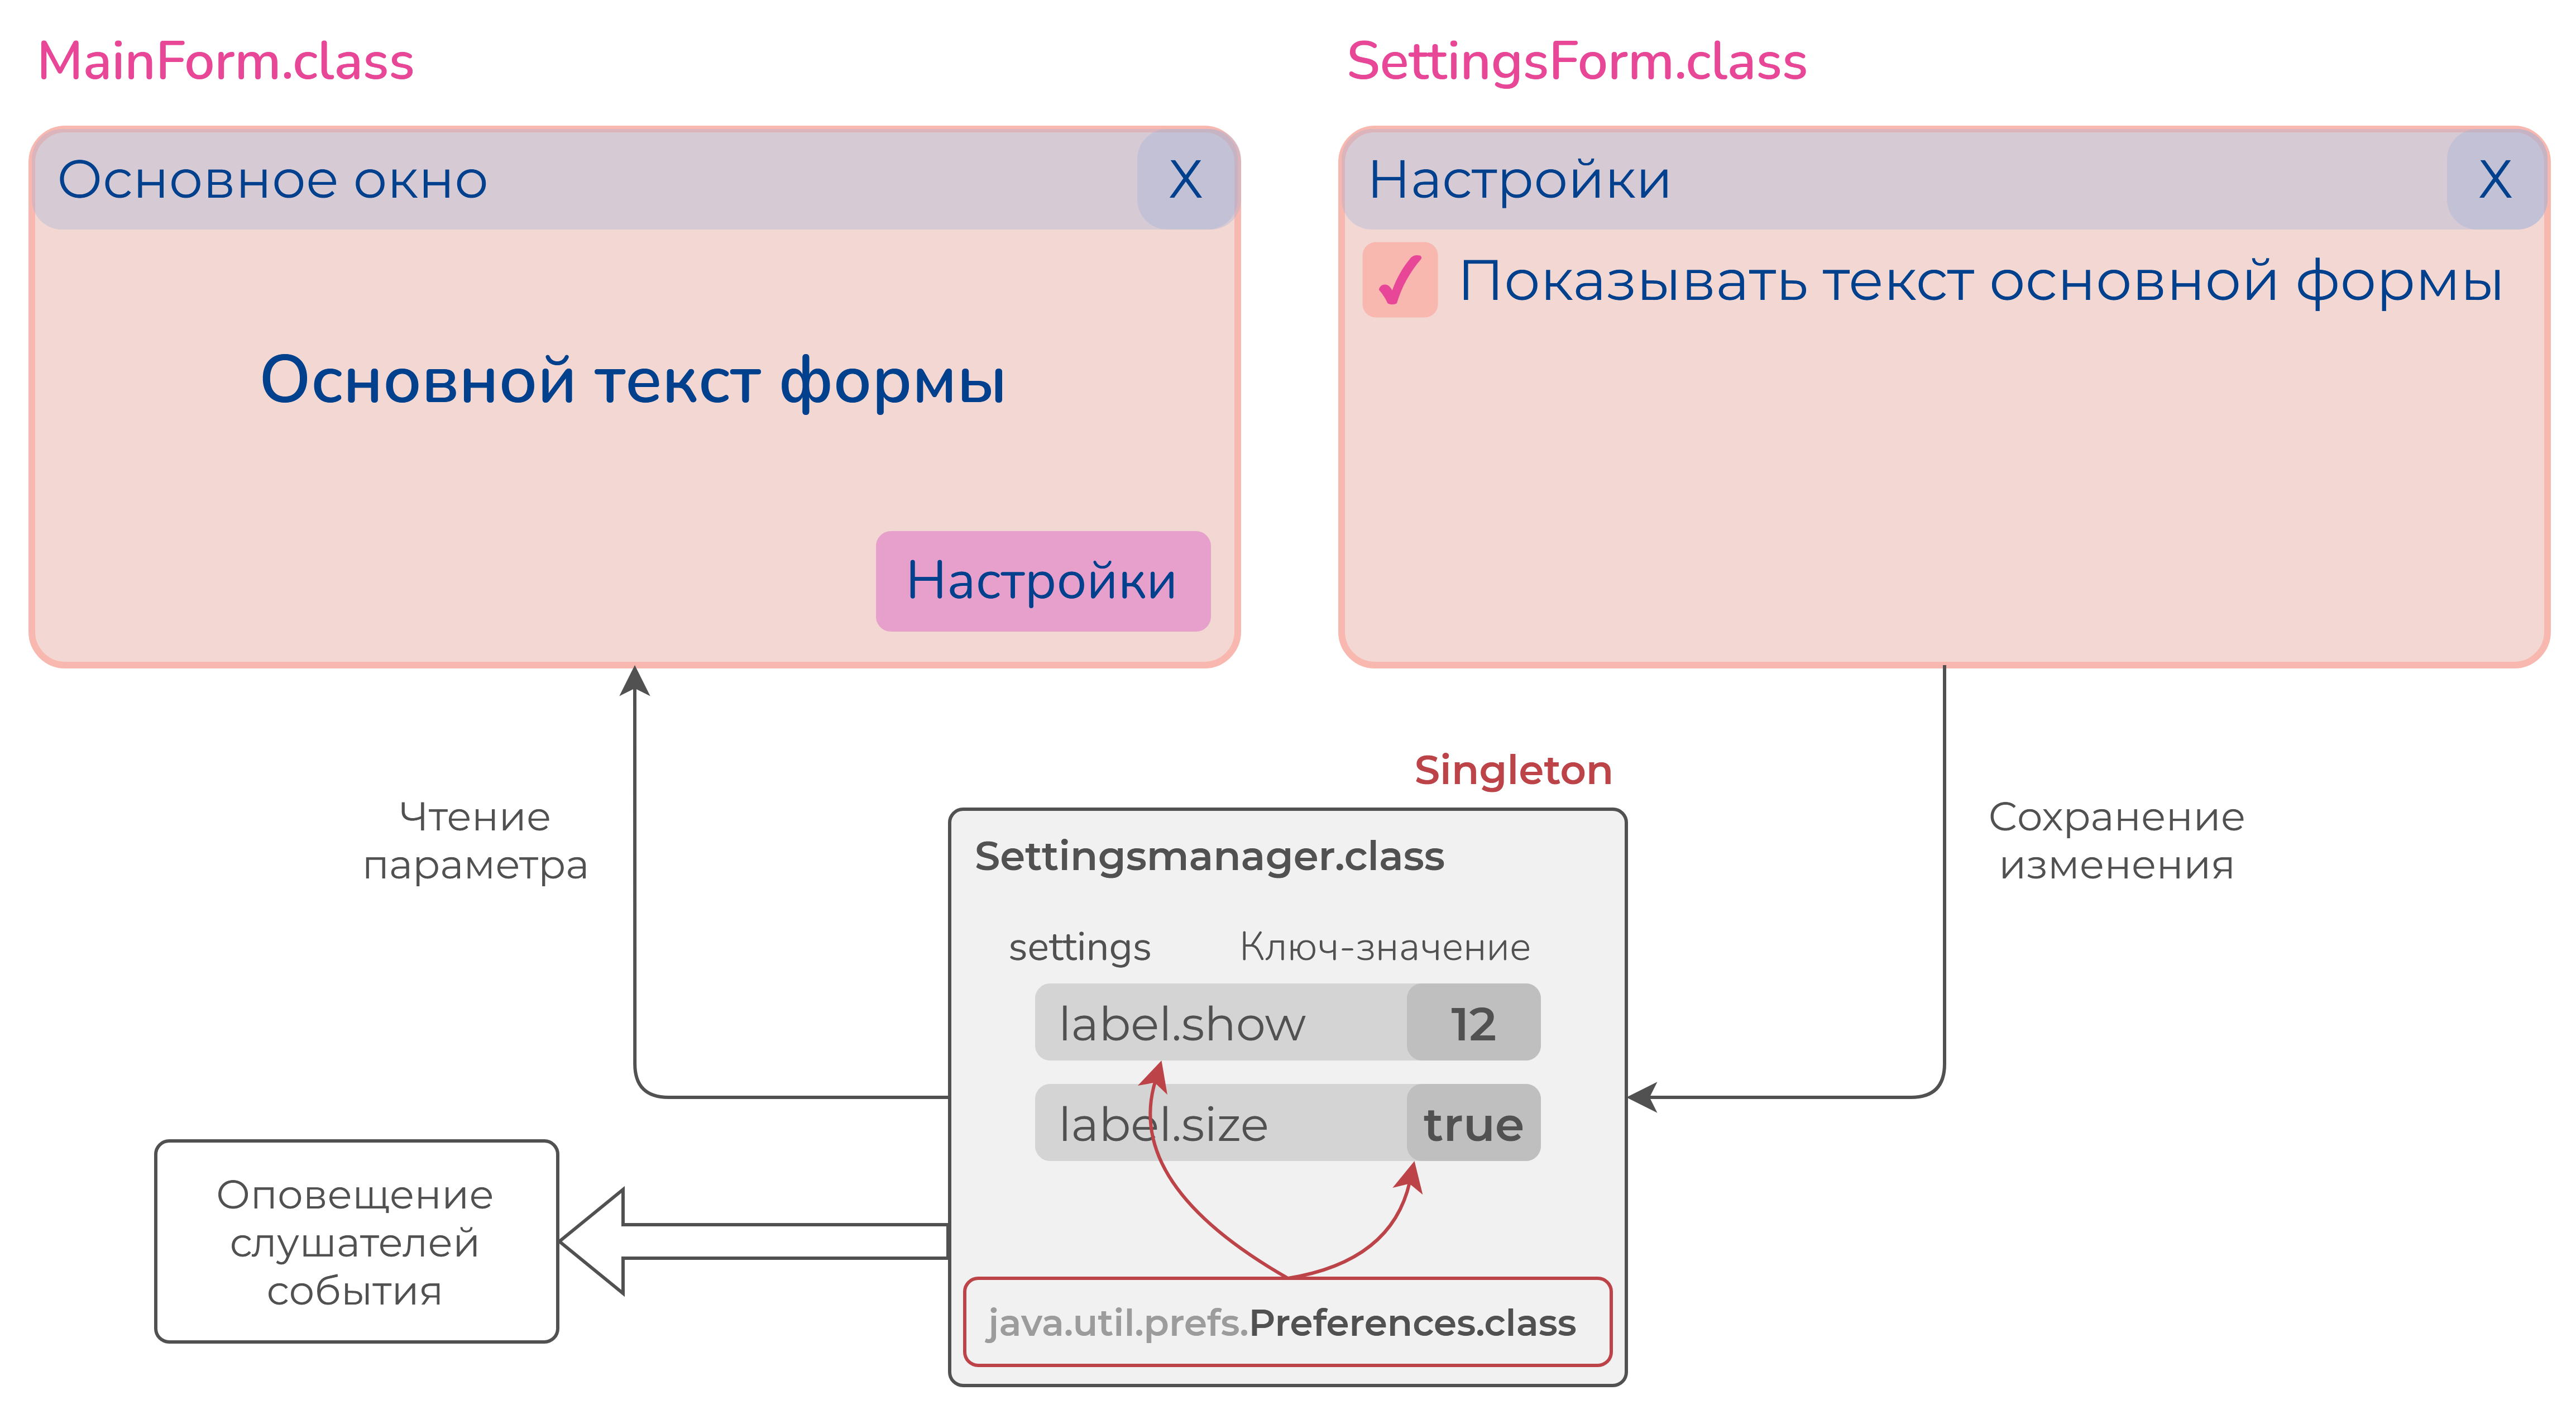 MainForm.class
SettingsForm.class
Основное окно
X
Настройки
X
Показывать текст основной формы
Основной текст формы
Настройки
Singleton
Чтение
параметра
Сохранение
изменения
Settingsmanager.class
settings
Ключ-значение
label.show
12
label.size
true
Оповещение
слушателей
события
java.util.prefs.Preferences.class